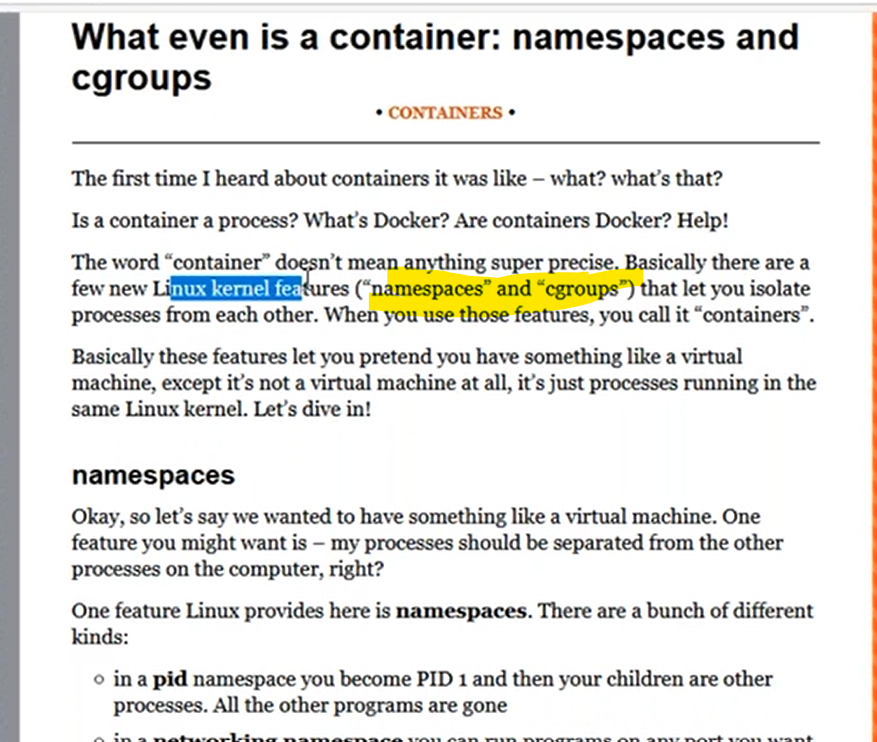 What even is a container: namespaces and
cgroups
• CONTAINERS •
The first time I heard about containers it was like – what? what's that?
Is a container a process? What's Docker? Are containers Docker? Help!
The word “container” doesn't mean anything super precise. Basically there are a
few new Linux kernel features (“namespaces” and “cgroups”) that let you isolate
processes from each other. When you use those features, you call it “containers”.
Basically these features let you pretend you have something like a virtual
machine, except it's not a virtual machine at all, it's just processes running in the
same Linux kernel. Let's dive in!
namespaces
Okay, so let's say we wanted to have something like a virtual machine. One
feature you might want is – my processes should be separated from the other
processes on the computer, right?
One feature Linux provides here is namespaces. There are a bunch of different
kinds:
in a pid namespace you become PID 1 and then your children are other
processes. All the other programs are gone
in a networking namespace you can run programs on any port you want